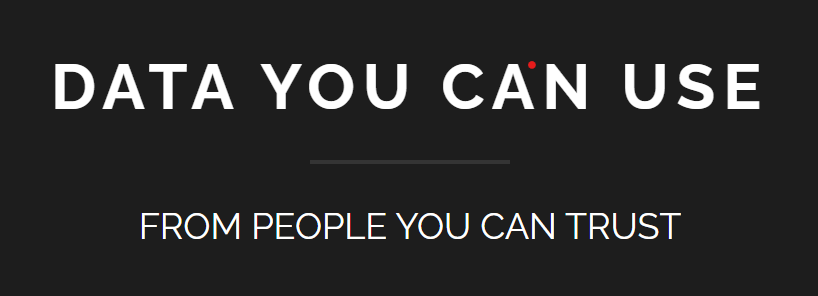 DATA YOU CAN USE
FROM PEOPLE YOU CAN TRUST